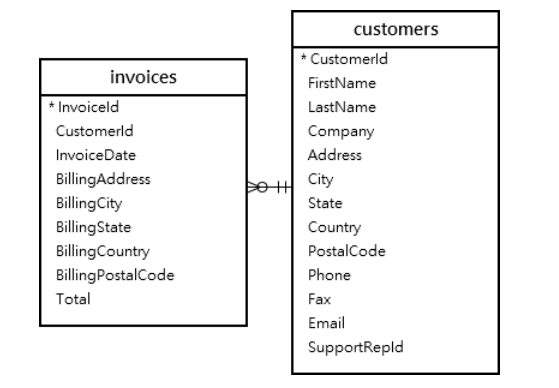 invoices
* InvoiceId
CustomerId
InvoiceDate
BillingAddress
BillingCity
BillingState
BillingCountry
BillingPostalCode
Total
customers
* CustomerId
FirstName
LastName
Company
Address
City
State
Country
PostalCode
Phone
Fax
Email
SupportRepId